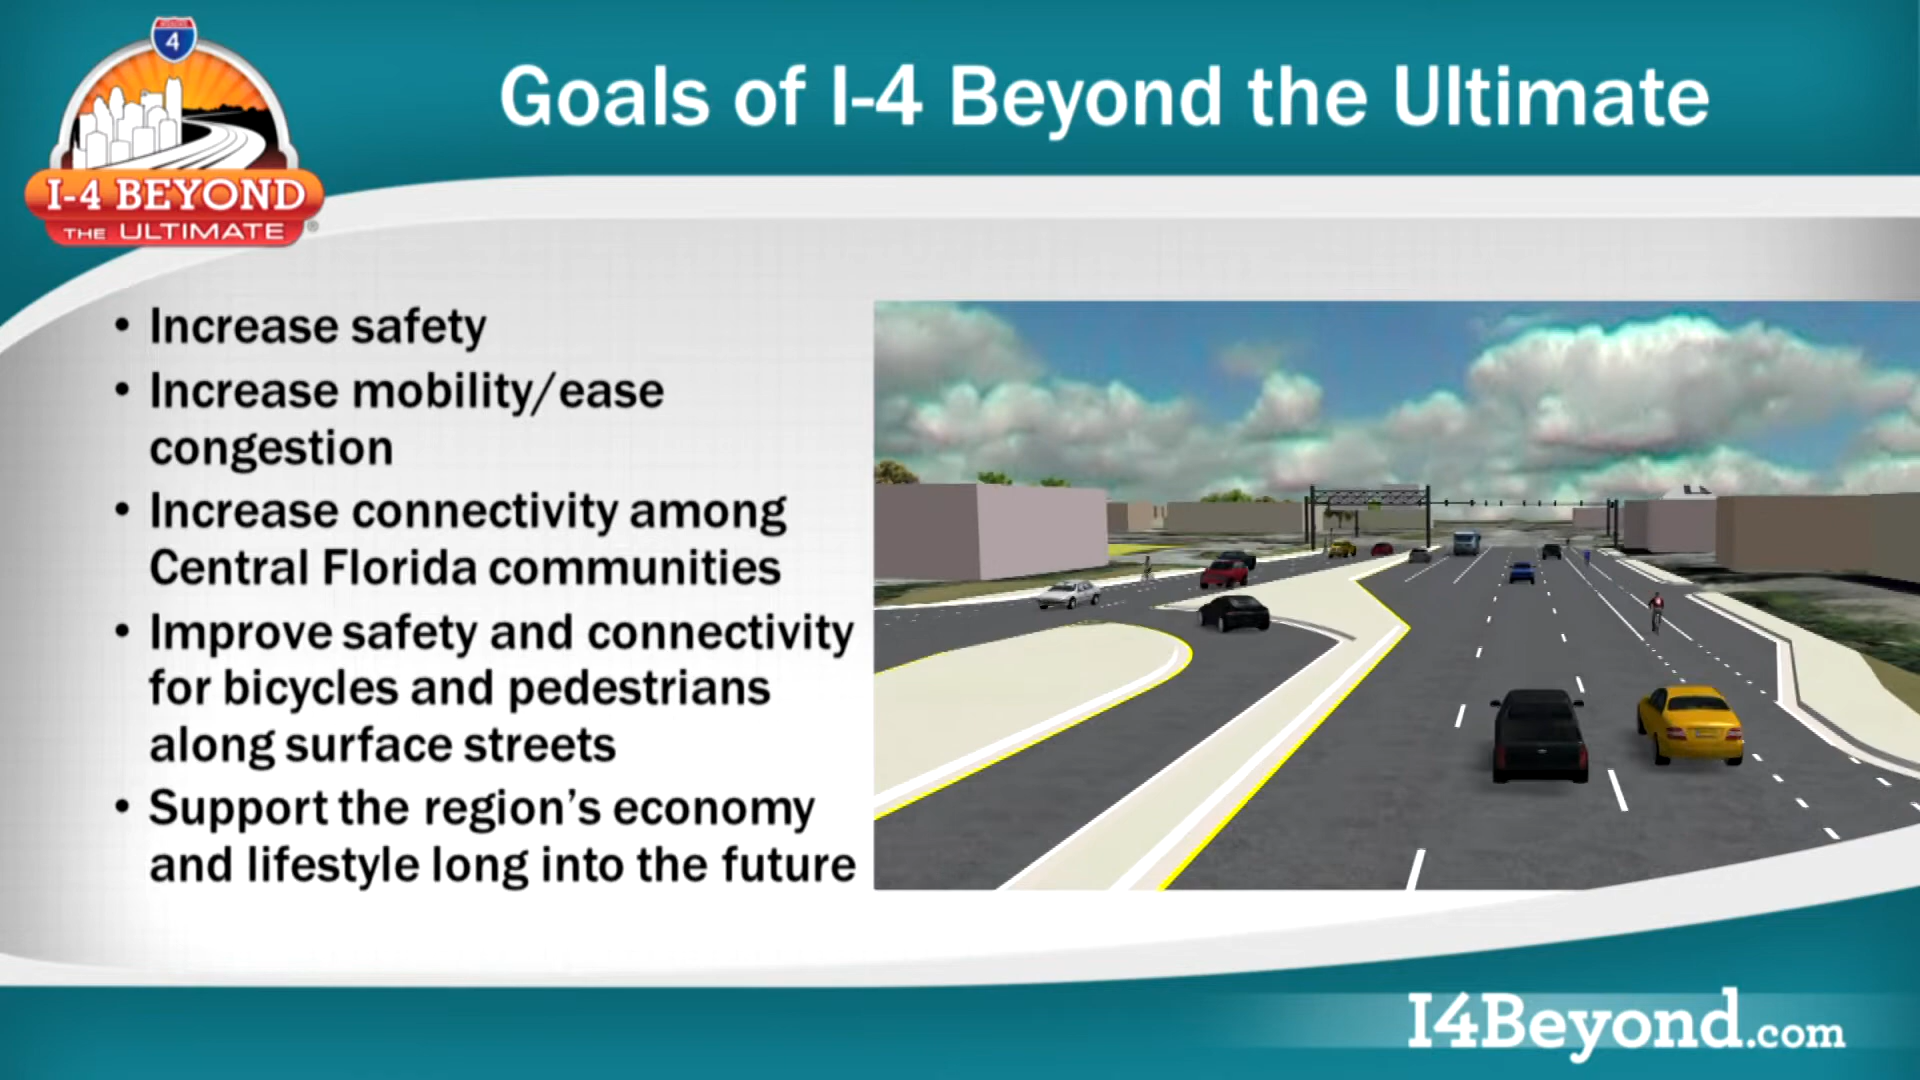 4
I-4 BEYOND
THE ULTIMATE®
Goals of I-4 Beyond the Ultimate
• Increase safety
• Increase mobility/ease
congestion
• Increase connectivity among
Central Florida communities
• Improve safety and connectivity
for bicycles and pedestrians
along surface streets
• Support the region's economy
and lifestyle long into the future
I4Beyond.com